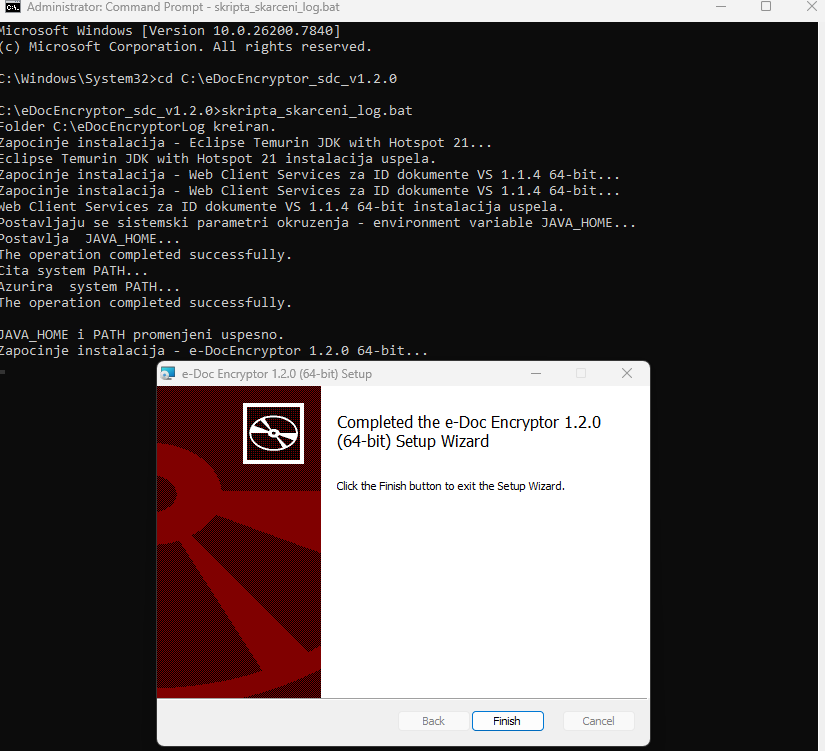 Administrator: Command Prompt - skripta_skarceni_log.bat
Microsoft Windows [Version 10.0.26200.7840]
(c) Microsoft Corporation. All rights reserved.
C:\Windows\System32>cd C:\eDocEncryptor_sdc_v1.2.0
C:\eDocEncryptor_sdc_v1.2.0>skripta_skarceni_log.bat
Folder C:\eDocEncryptorLog kreiran.
Zapocinje instalacija - Eclipse Temurin JDK with Hotspot 21...
Eclipse Temurin JDK with Hotspot 21 instalacija uspela.
Zapocinje instalacija - Web Client Services za ID dokumente VS 1.1.4 64-bit...
Zapocinje instalacija - Web Client Services za ID dokumente VS 1.1.4 64-bit...
Web Client Services za ID dokumente VS 1.1.4 64-bit instalacija uspela.
Postavljaju se sistemski parametri okruzenja - environment variable JAVA_HOME...
Postavlja  JAVA_HOME...
The operation completed successfully.
Cita system PATH...
Azurira  system PATH...
The operation completed successfully.
JAVA_HOME i PATH promenjeni uspesno.
Zapocinje instalacija - e-DocEncryptor 1.2.0 64-bit...
e-Doc Encryptor 1.2.0 (64-bit) Setup
Completed the e-Doc Encryptor 1.2.0
(64-bit) Setup Wizard
Click the Finish button to exit the Setup Wizard.
Back Finish Cancel